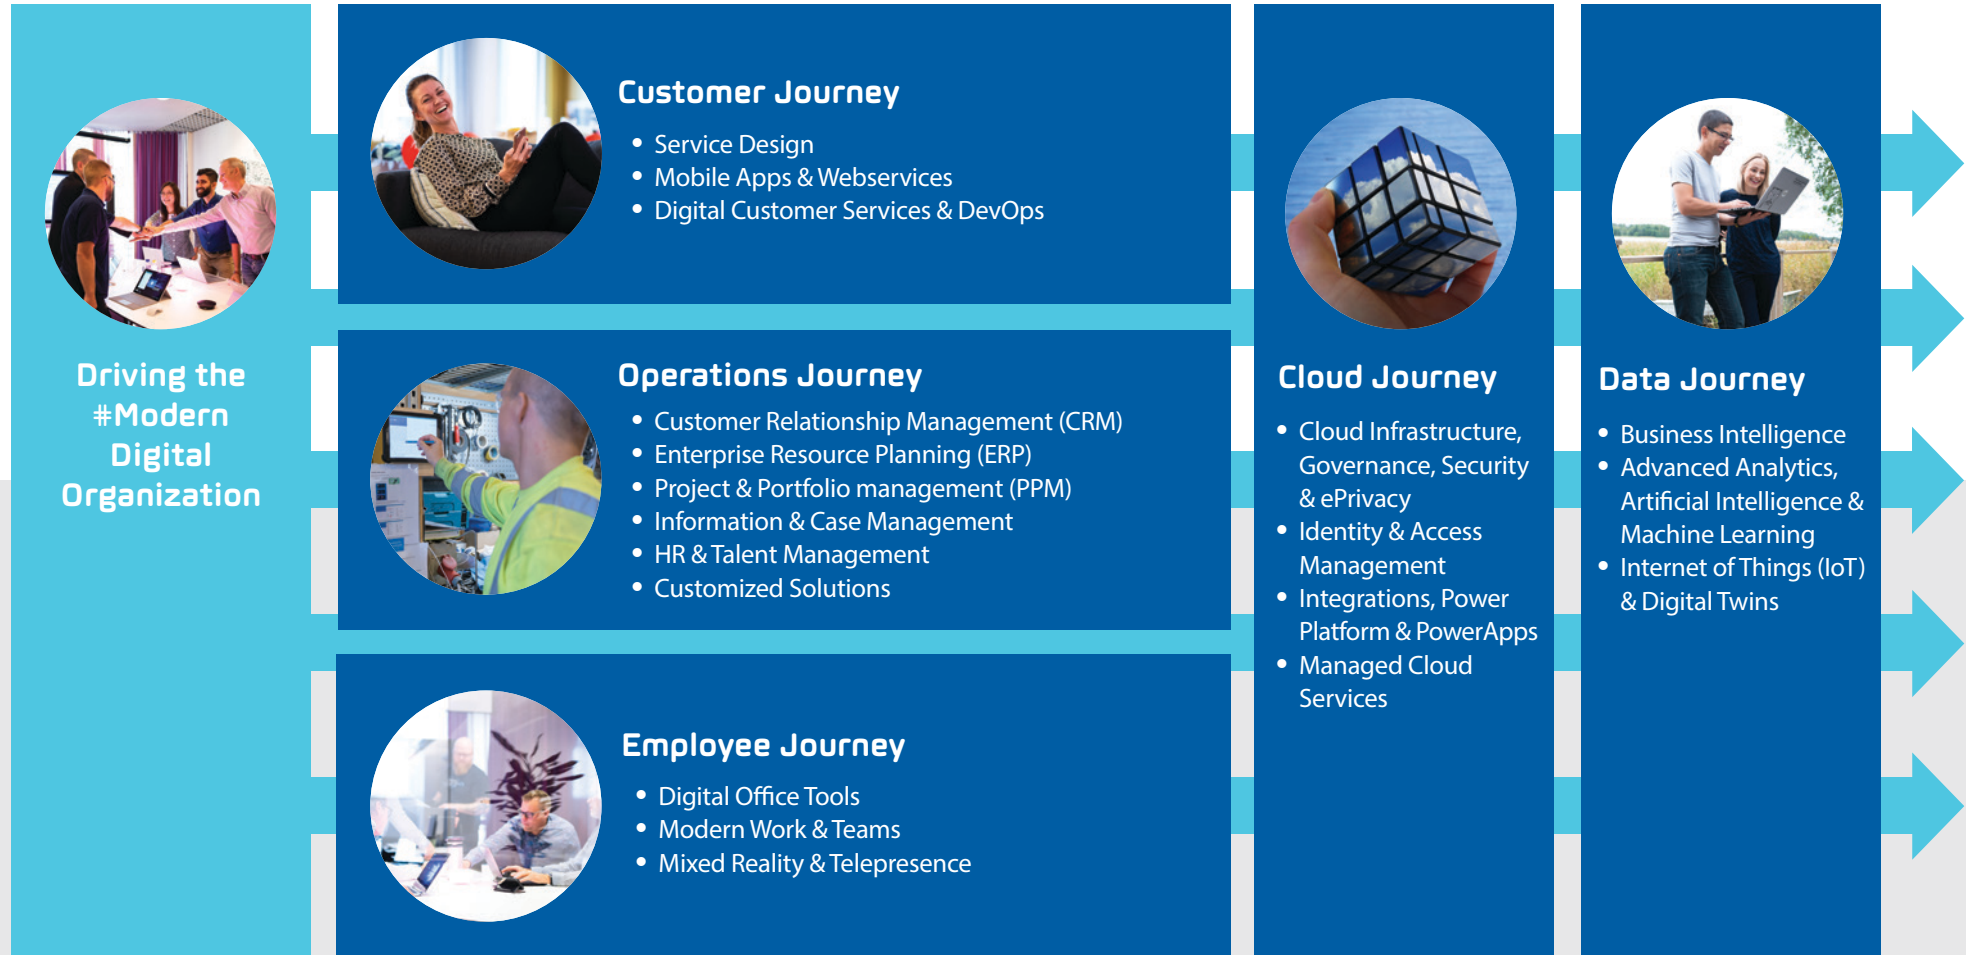 Driving the
#Modern
Digital
Organization
Customer Journey
• Service Design
• Mobile Apps & Webservices
• Digital Customer Services & DevOps
Operations Journey
• Customer Relationship Management (CRM)
• Enterprise Resource Planning (ERP)
• Project & Portfolio management (PPM)
• Information & Case Management
• HR & Talent Management
• Customized Solutions
Employee Journey
• Digital Office Tools
• Modern Work & Teams
• Mixed Reality & Telepresence
Cloud Journey
• Cloud Infrastructure,
Governance, Security
& ePrivacy
• Identity & Access
Management
• Integrations, Power
Platform & PowerApps
• Managed Cloud
Services
Data Journey
• Business Intelligence
• Advanced Analytics,
Artificial Intelligence &
Machine Learning
• Internet of Things (IoT)
& Digital Twins